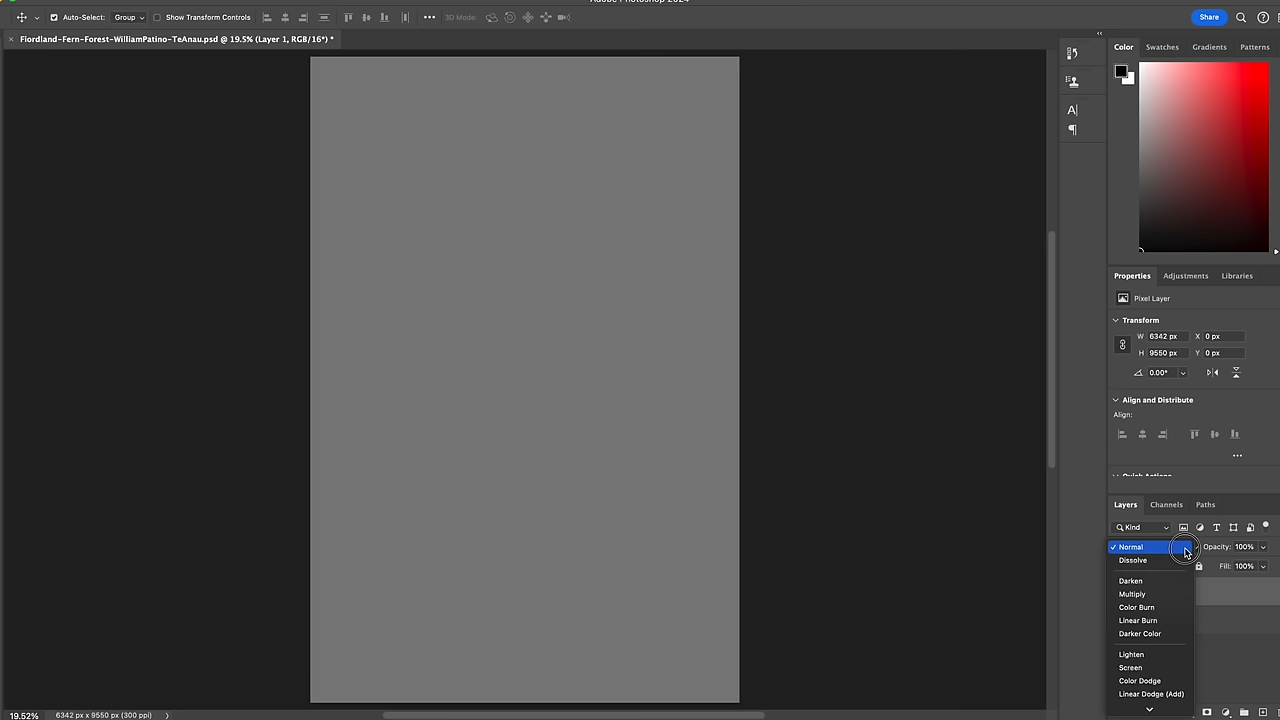 Adobe Photoshop 2024
Auto-Select: Group Show Transform Controls 3D Mode: Share
× Flordland-Fern-Forest-WilliamPatino-TeAnau.psd @ 19.5% (Layer 1, RGB/16*) *
Color Swatches Gradients Patterns
A|
¶
Properties Adjustments Libraries
Pixel Layer
Transform
W 6342 px X 0 px
H 9550 px Y 0 px
0.00°
Align and Distribute
Align:
Quick Actions
Layers Channels Paths
Kind
Normal Opacity: 100%
Dissolve
Fill: 100%
Darken
Multiply
Color Burn
Linear Burn
Darker Color
Lighten
Screen
Color Dodge
Linear Dodge (Add)
19.52% 6342 px x 9550 px (300 ppi)